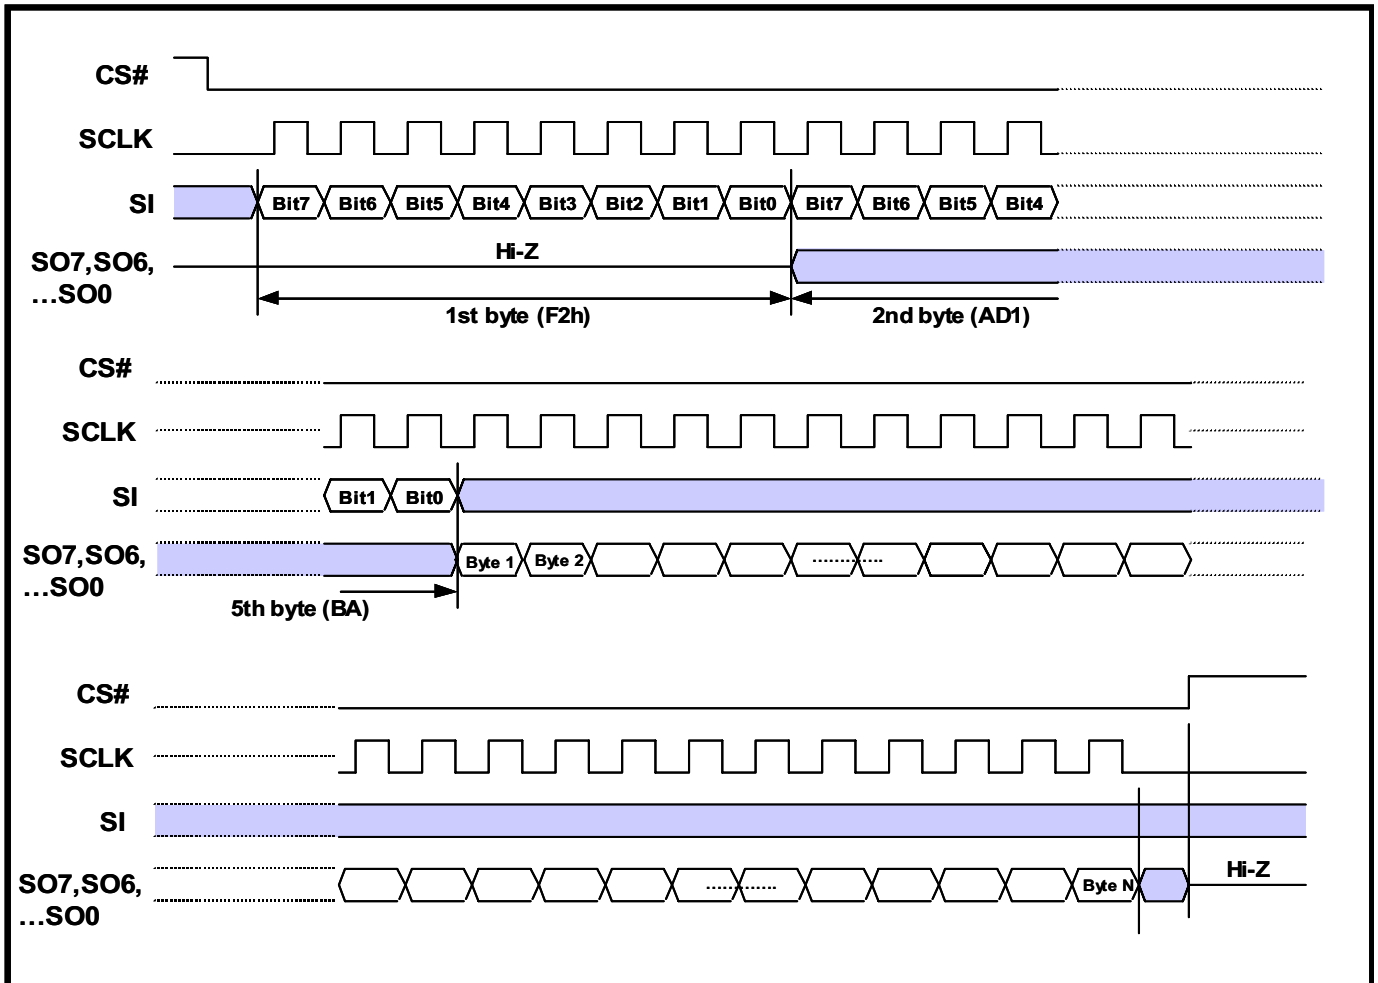 CS#
SCLK
SI Bit7 Bit6 Bit5 Bit4 Bit3 Bit2 Bit1 Bit0 Bit7 Bit6 Bit5 Bit4
Hi-Z
SO7,SO6,
...SO0
1st byte (F2h) 2nd byte (AD1)
CS#
SCLK
SI Bit1 Bit0
SO7,SO6, Byte 1 Byte 2
...SO0
5th byte (BA)
CS#
SCLK
SI
Hi-Z
SO7,SO6, Byte N
...SO0